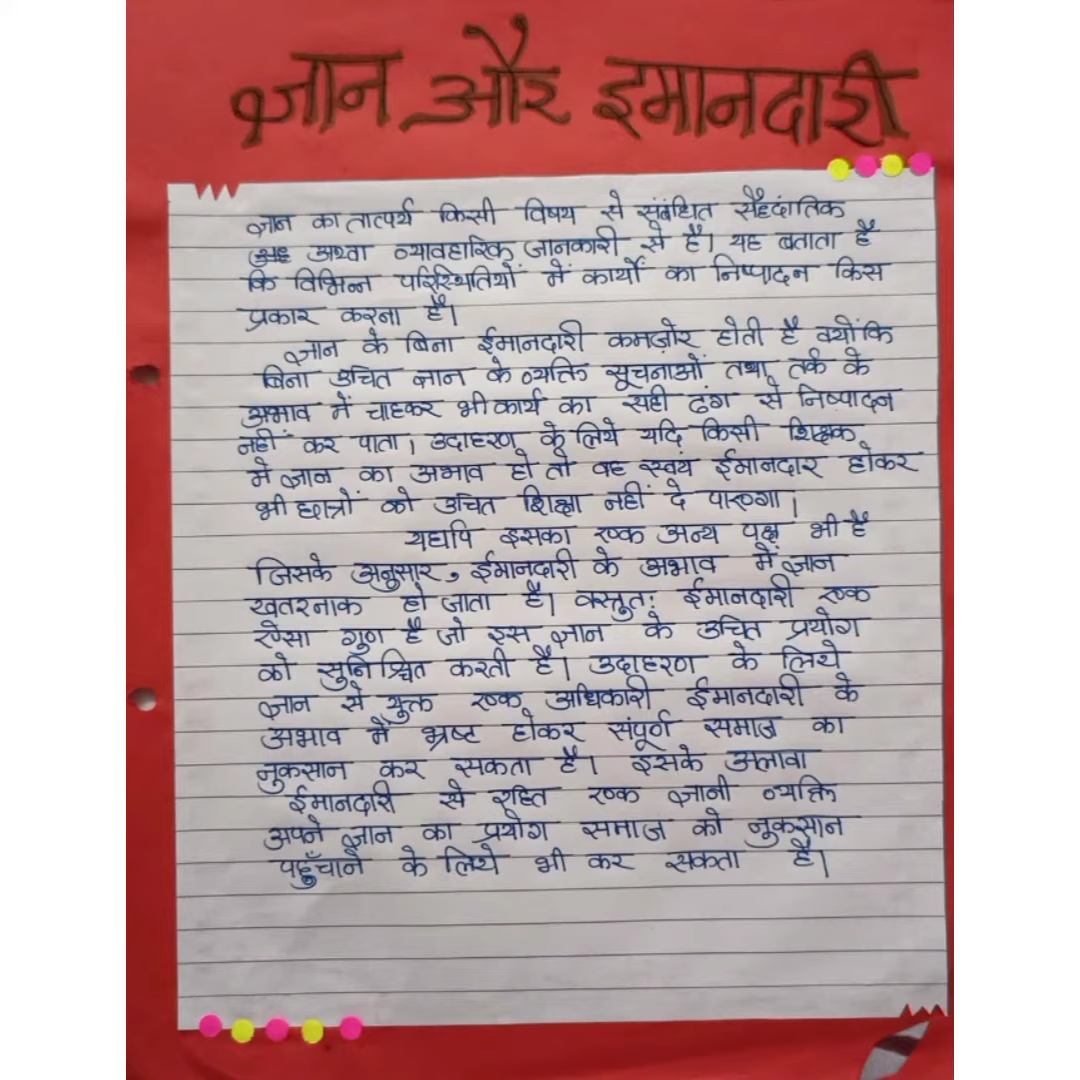 ज्ञान और इमानदारी
ज्ञान का तात्पर्य किसी विषय से संबंधित सैद्दांतिक
अथवा व्यावहारिक जानकारी से है। यह बताता है
कि विभिन्न परिस्थितियों में कार्यों का निष्पादन किस
प्रकार करना है।
ज्ञान के बिना ईमानदारी कमज़ोर होती है क्योंकि
बिना उचित ज्ञान के व्यक्ति सूचनाओं तथा तर्क के
अभाव में चाहकर भी कार्य का सही ढंग से निष्पादन
नहीं कर पाता। उदाहरण के लिये यदि किसी शिक्षक
में ज्ञान का अभाव हो तो वह स्वयं ईमानदार होकर
भी छात्रों को उचित शिक्षा नहीं दे पाएगा।
यद्यपि इसका एक अन्य पक्ष भी है
जिसके अनुसार, ईमानदारी के अभाव में ज्ञान
खतरनाक हो जाता है। वस्तुत: ईमानदारी एक
ऐसा गुण है जो इस ज्ञान के उचित प्रयोग
को सुनिश्चित करती है। उदाहरण के लिये
ज्ञान से युक्त एक अधिकारी ईमानदारी के
अभाव में भ्रष्ट होकर संपूर्ण समाज का
नुकसान कर सकता है। इसके अलावा
ईमानदारी से रहित एक ज्ञानी व्यक्ति
अपने ज्ञान का प्रयोग समाज को नुकसान
पहुँचाने के लिये भी कर सकता है।